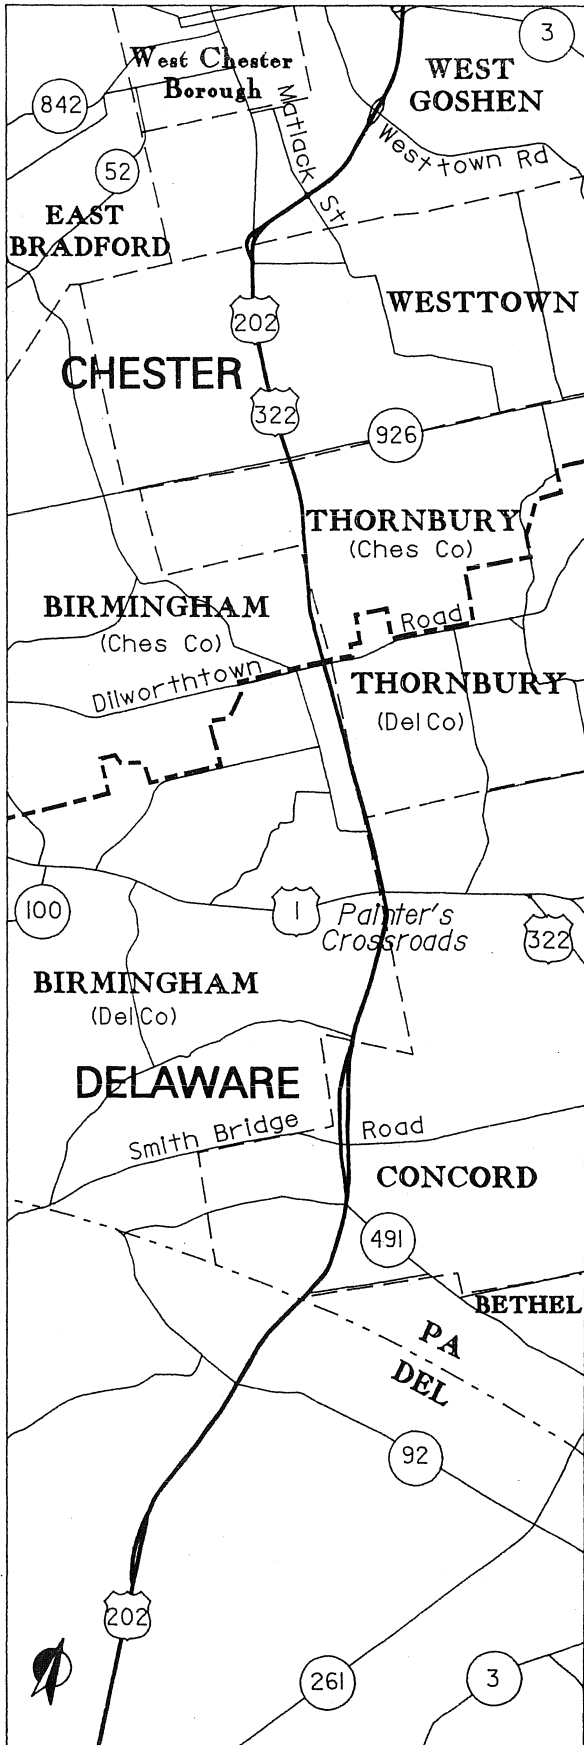 3
West Chester
Borough
WEST
GOSHEN
842
Matlack St
Westtown Rd
52
EAST
BRADFORD
WESTTOWN
202
CHESTER
322
926
THORNBURY
(Ches Co)
BIRMINGHAM
(Ches Co)
Dilworthtown Road
THORNBURY
(Del Co)
100
1
Painter's
Crossroads
322
BIRMINGHAM
(Del Co)
DELAWARE
Smith Bridge Road
CONCORD
491
BETHEL
PA
DEL
92
202
261
3